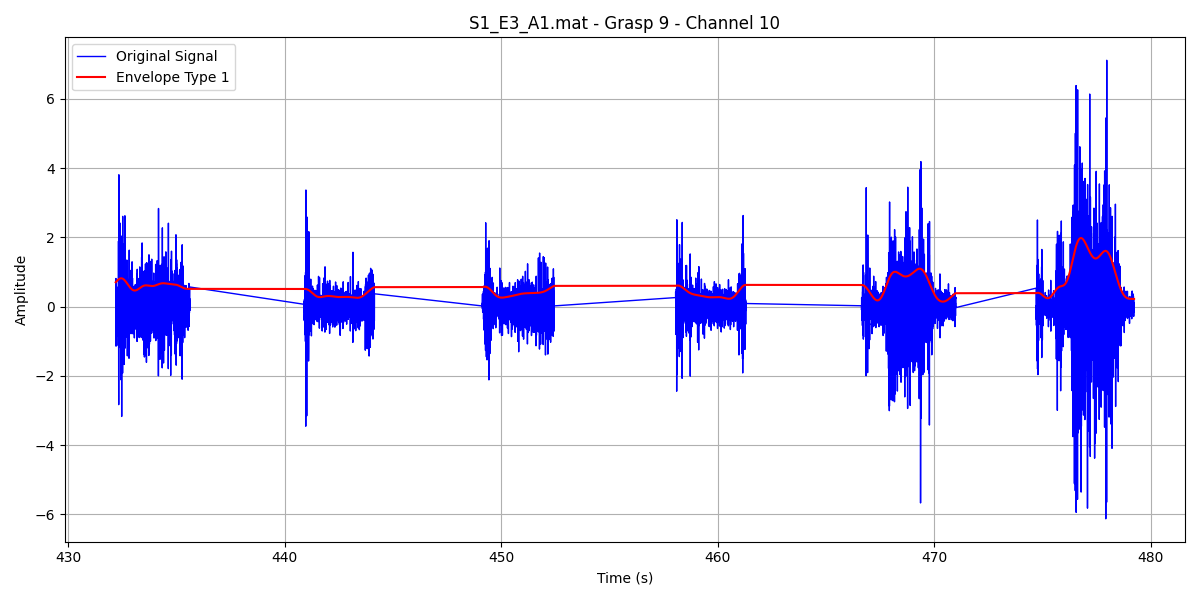 S1_E3_A1.mat - Grasp 9 - Channel 10
Original Signal
Envelope Type 1
Amplitude
6
4
2
0
−2
−4
−6
430 440 450 460 470 480
Time (s)